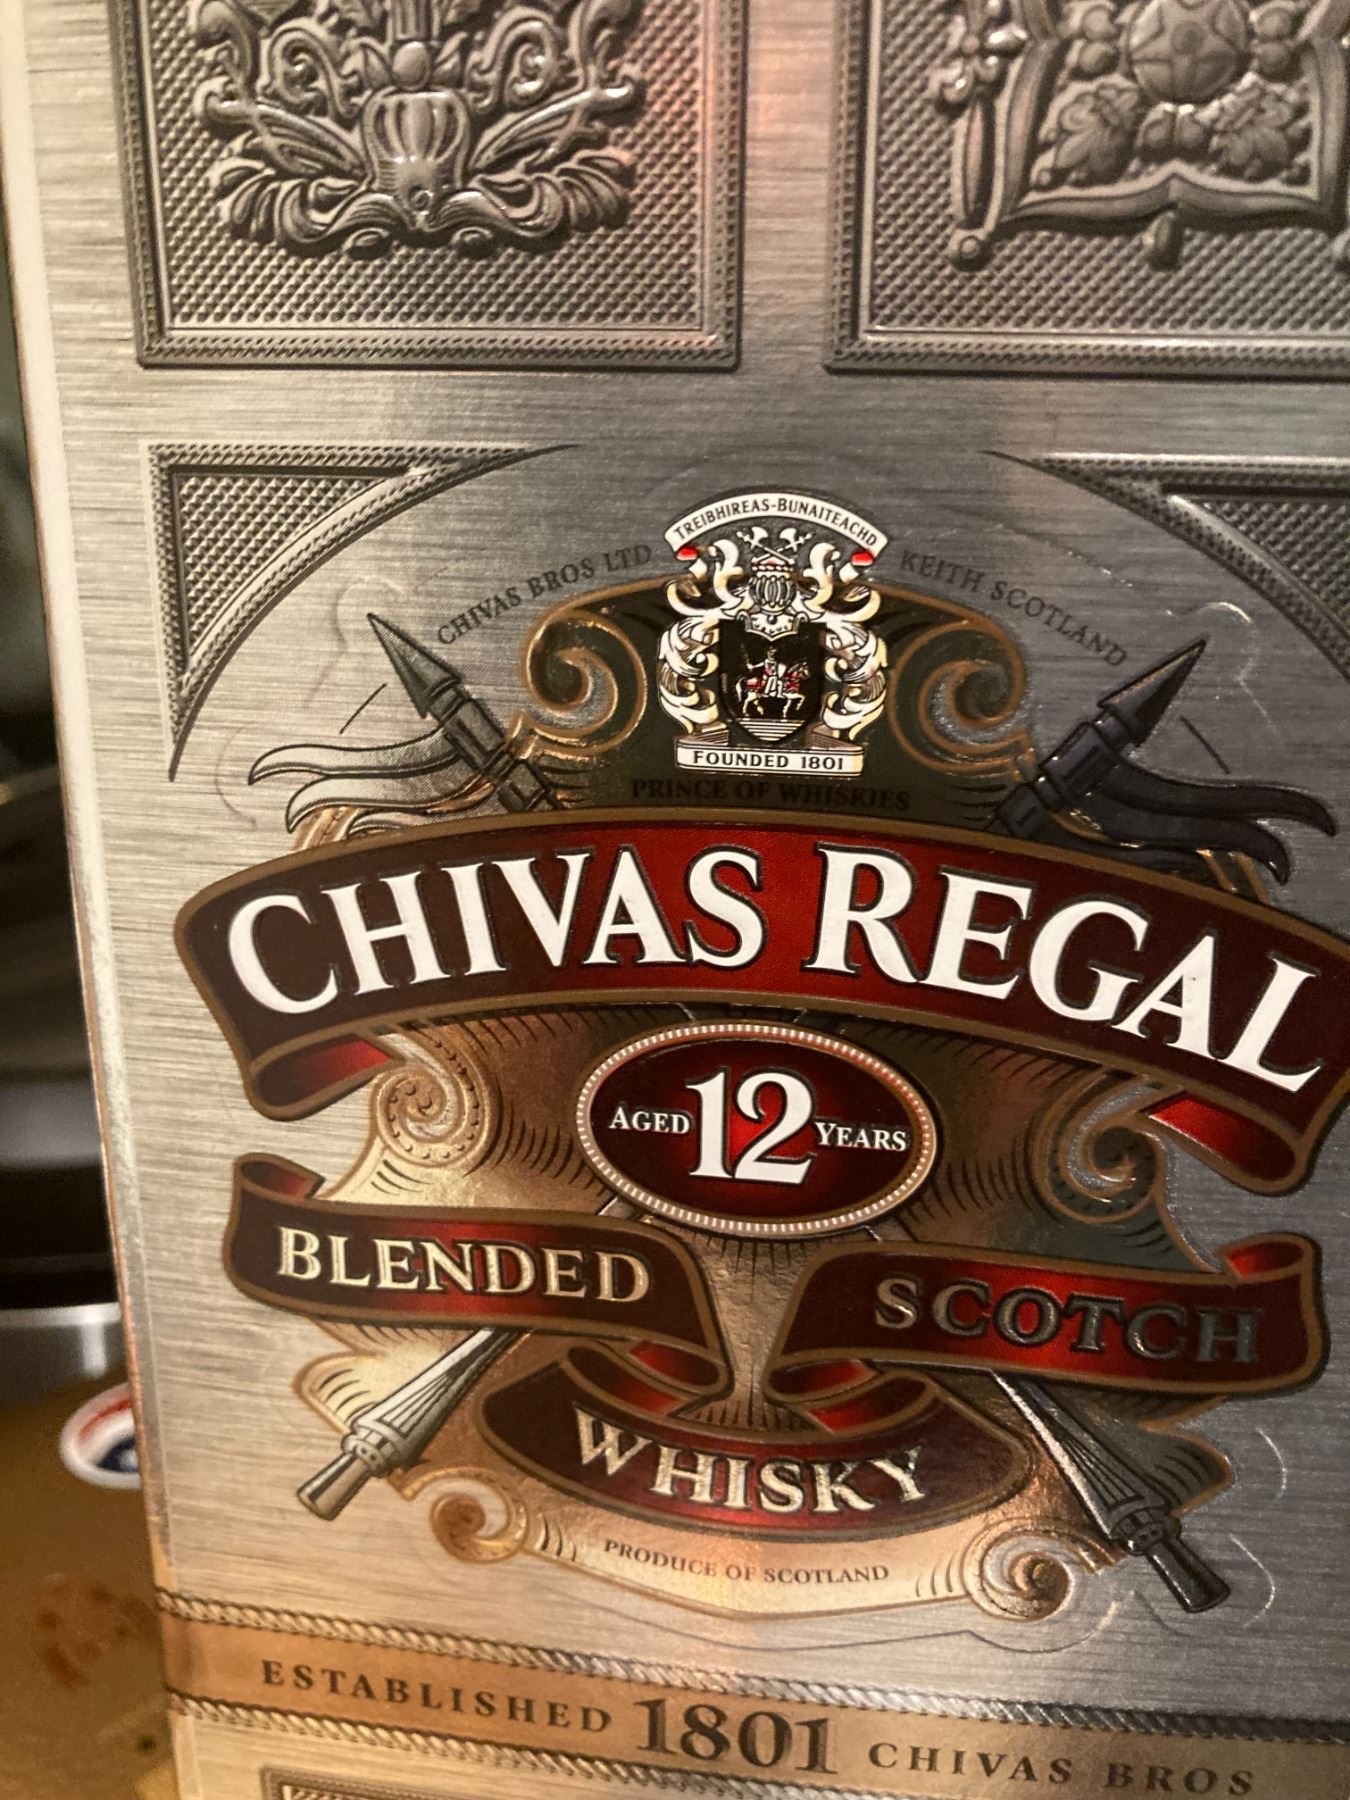 TREIBHIREAS-BUNAITEACHD
CHIVAS BROS LTD KEITH SCOTLAND
FOUNDED 1801
PRINCE OF WHISKIES
CHIVAS REGAL
AGED 12 YEARS
BLENDED SCOTCH
WHISKY
PRODUCE OF SCOTLAND
ESTABLISHED 1801 CHIVAS BROS